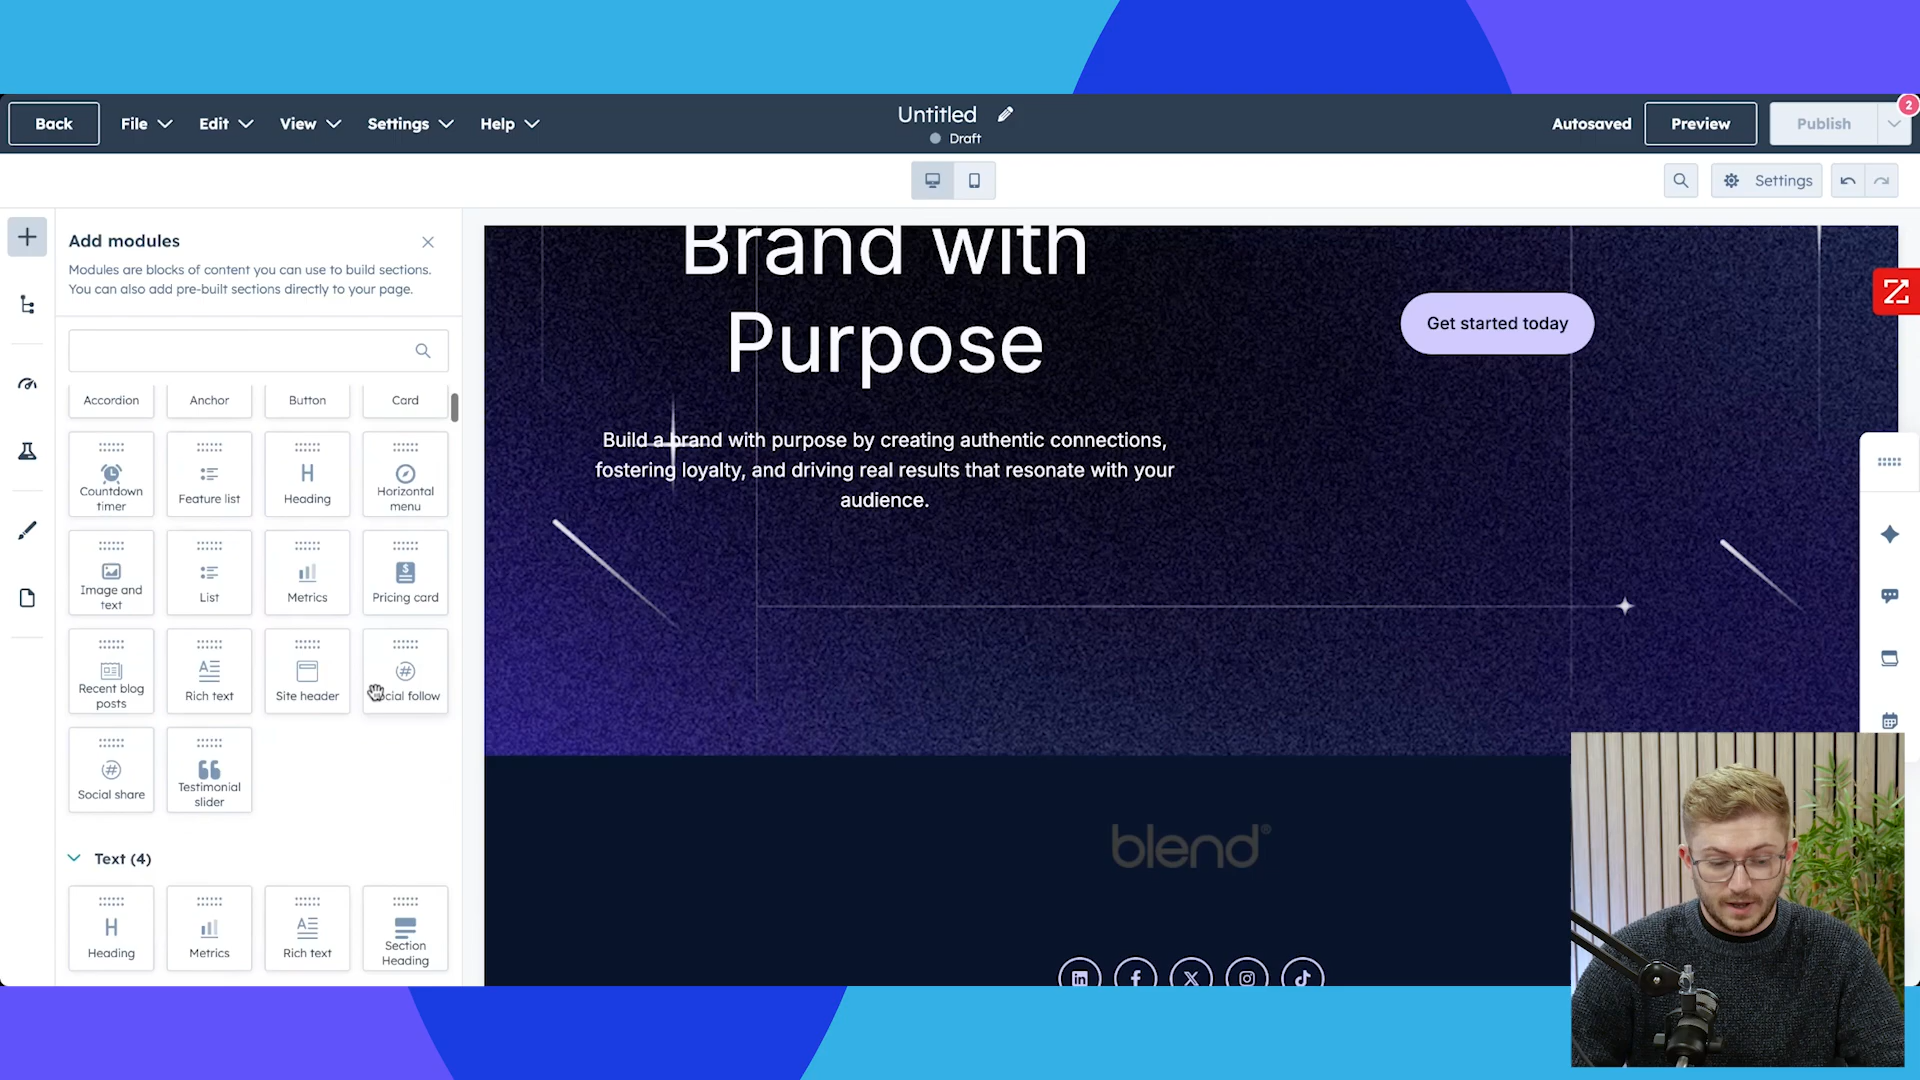 Back
File
Edit
View
Settings
Help
Untitled
Draft
Autosaved
Preview
Publish
2
Settings
Add modules
Modules are blocks of content you can use to build sections.
You can also add pre-built sections directly to your page.
Accordion
Anchor
Button
Card
Countdown
timer
Feature list
Heading
Horizontal
menu
Image and
text
List
Metrics
Pricing card
Recent blog
posts
Rich text
Site header
cial follow
Social share
Testimonial
slider
Text (4)
Heading
Metrics
Rich text
Section
Heading
Brand with
Purpose
Build a brand with purpose by creating authentic connections,
fostering loyalty, and driving real results that resonate with your
audience.
Get started today
blend®